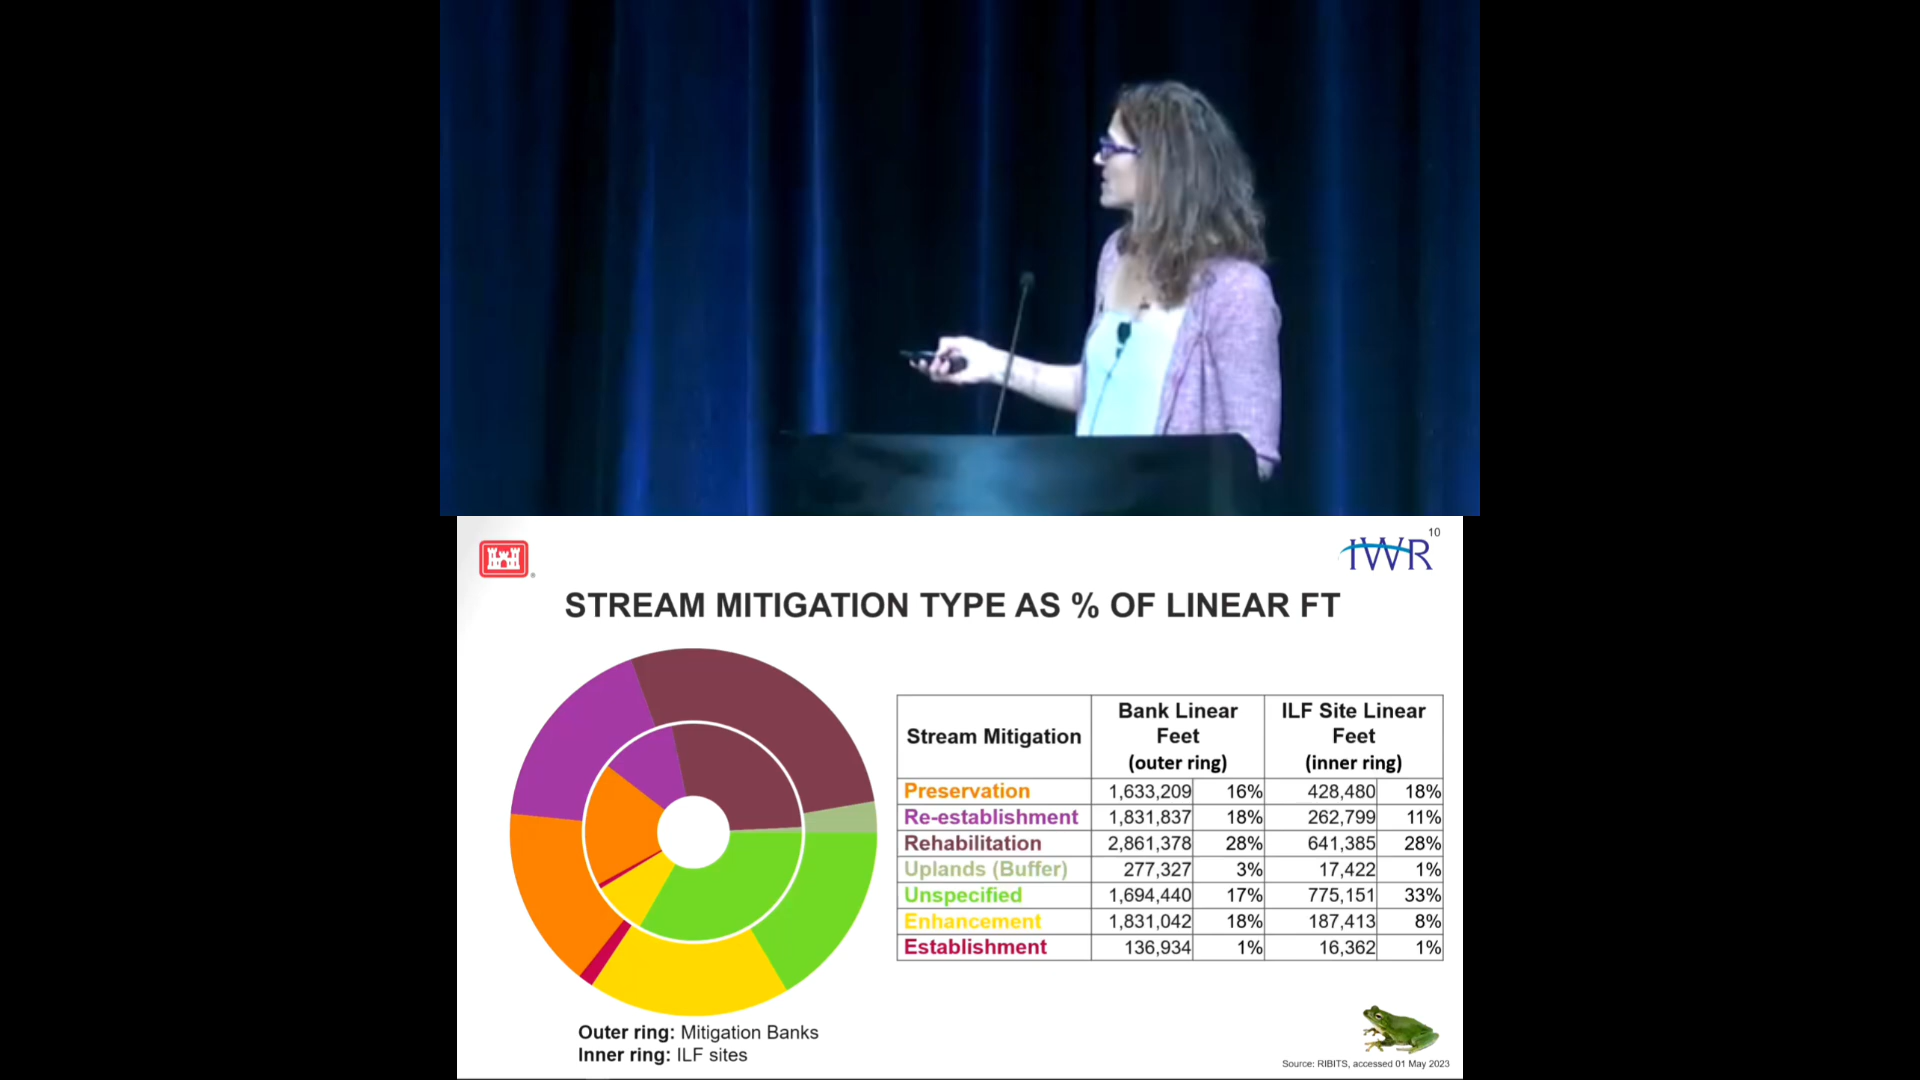 IWR
10
STREAM MITIGATION TYPE AS % OF LINEAR FT
Stream Mitigation
Bank Linear
Feet
(outer ring)
ILF Site Linear
Feet
(inner ring)
Preservation 1,633,209 16% 428,480 18%
Re-establishment 1,831,837 18% 262,799 11%
Rehabilitation 2,861,378 28% 641,385 28%
Uplands (Buffer) 277,327 3% 17,422 1%
Unspecified 1,694,440 17% 775,151 33%
Enhancement 1,831,042 18% 187,413 8%
Establishment 136,934 1% 16,362 1%
Outer ring: Mitigation Banks
Inner ring: ILF sites
Source: RIBITS, accessed 01 May 2023